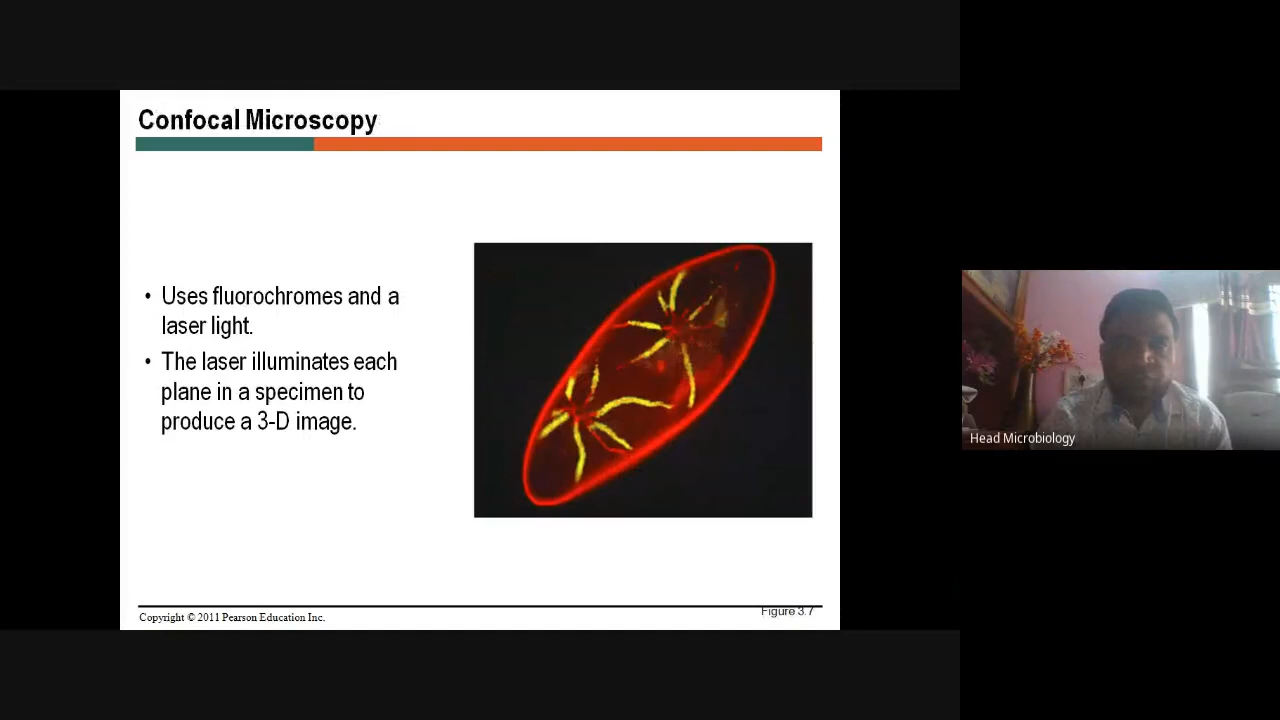 Confocal Microscopy
• Uses fluorochromes and a
laser light.
• The laser illuminates each
plane in a specimen to
produce a 3-D image.
Figure 3.7
Copyright © 2011 Pearson Education Inc.
Head Microbiology